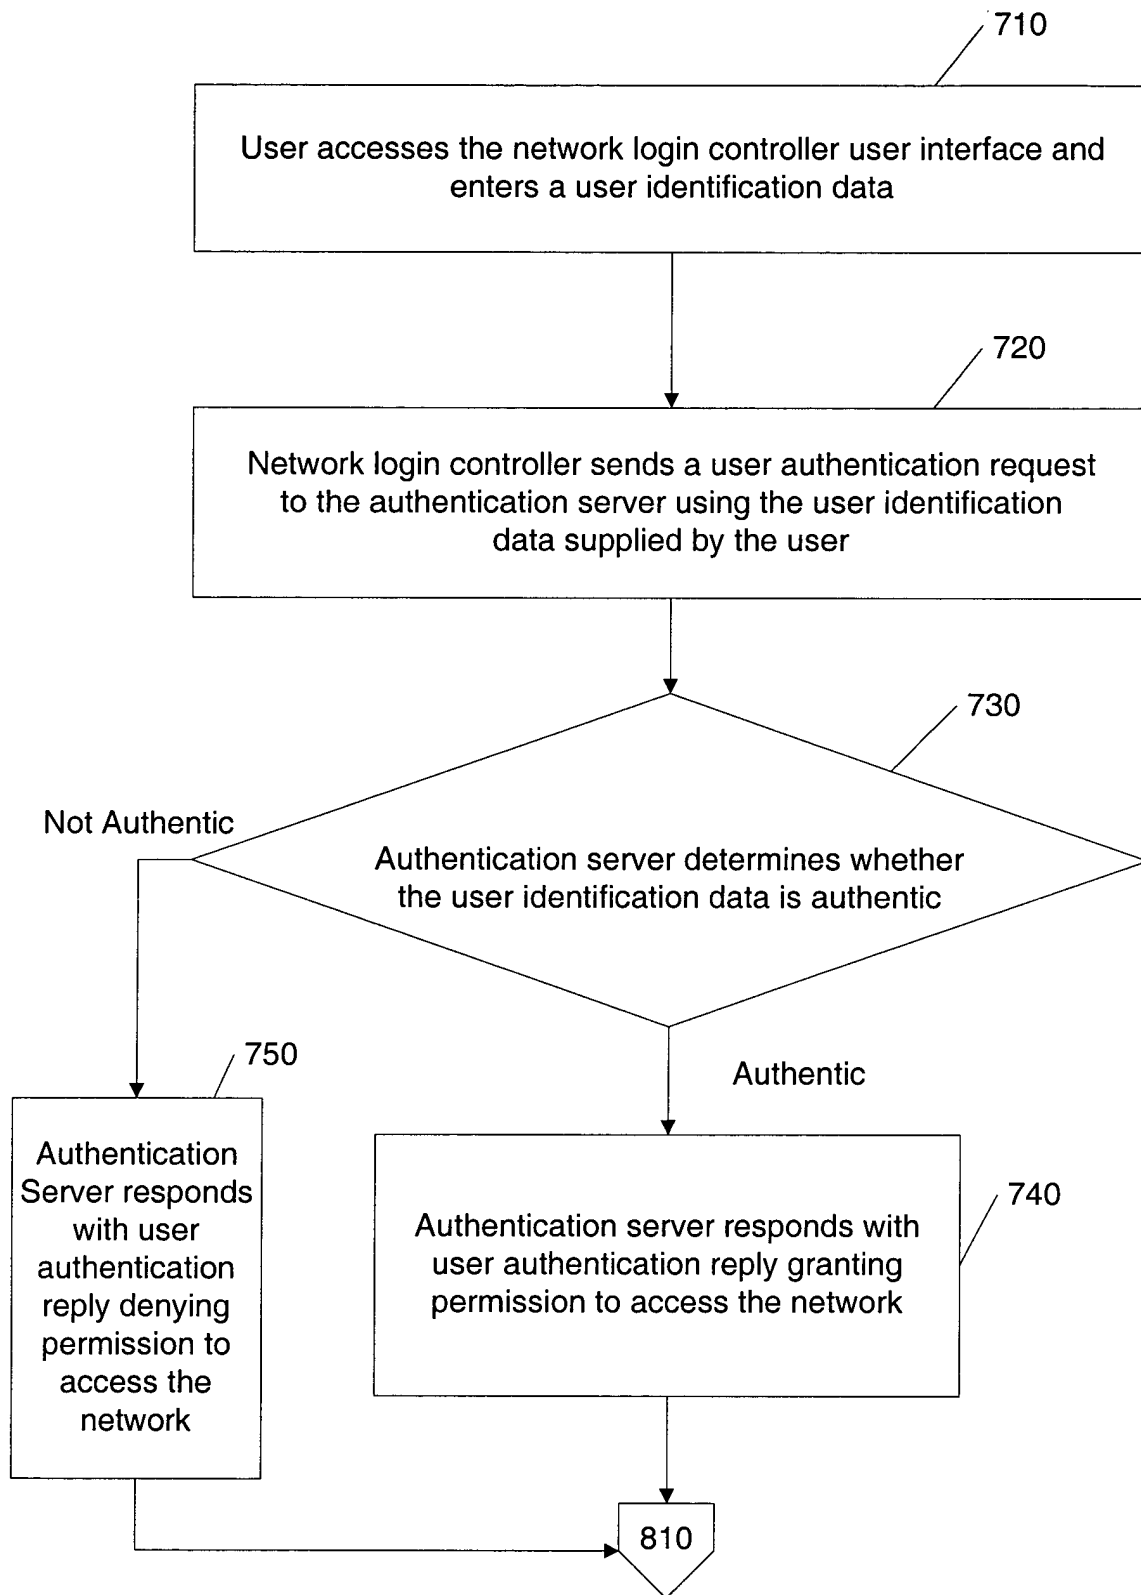 710
User accesses the network login controller user interface and
enters a user identification data
720
Network login controller sends a user authentication request
to the authentication server using the user identification
data supplied by the user
730
Not Authentic
Authentication server determines whether
the user identification data is authentic
750
Authentic
Authentication
Server responds
with user
authentication
reply denying
permission to
access the
network
740
Authentication server responds with
user authentication reply granting
permission to access the network
810